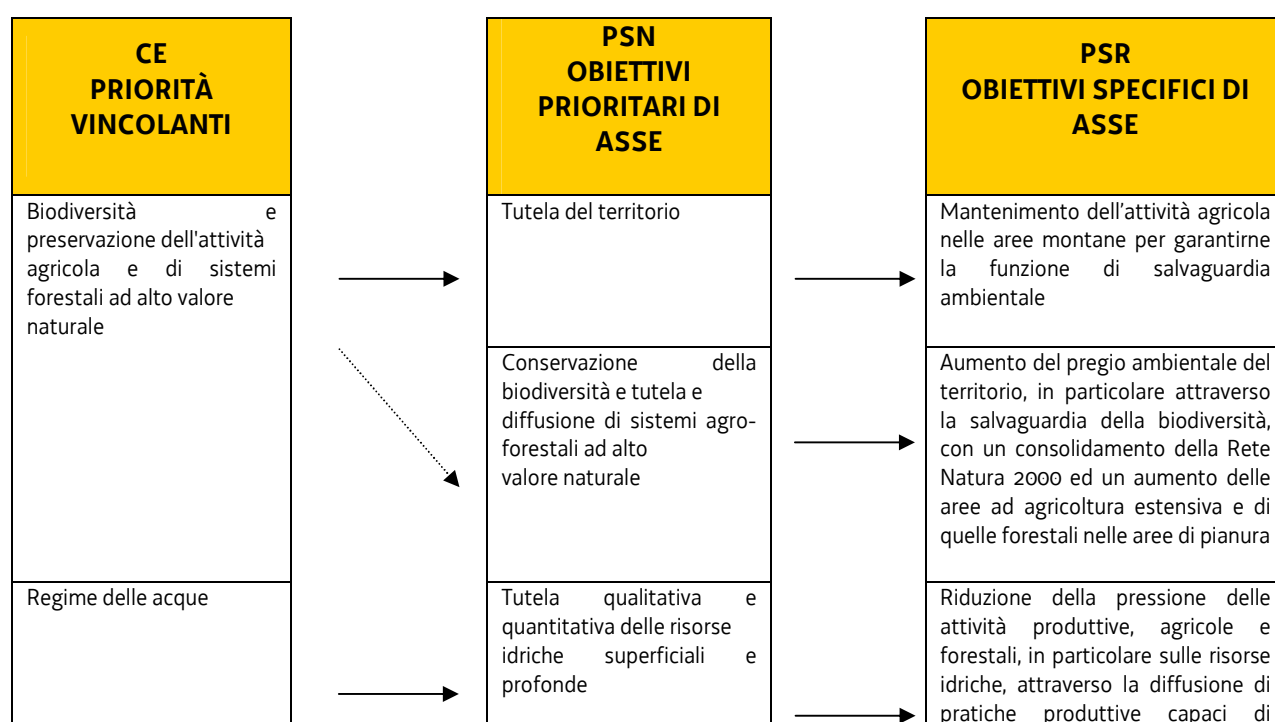 CE
PRIORITÀ
VINCOLANTI
PSN
OBIETTIVI
PRIORITARI DI
ASSE
PSR
OBIETTIVI SPECIFICI DI
ASSE
Biodiversità e
preservazione dell'attività
agricola e di sistemi
forestali ad alto valore
naturale
Tutela del territorio
Mantenimento dell’attività agricola
nelle aree montane per garantirne
la funzione di salvaguardia
ambientale
Conservazione della
biodiversità e tutela e
diffusione di sistemi agro-
forestali ad alto
valore naturale
Aumento del pregio ambientale del
territorio, in particolare attraverso
la salvaguardia della biodiversità,
con un consolidamento della Rete
Natura 2000 ed un aumento delle
aree ad agricoltura estensiva e di
quelle forestali nelle aree di pianura
Regime delle acque
Tutela qualitativa e
quantitativa delle risorse
idriche superficiali e
profonde
Riduzione della pressione delle
attività produttive, agricole e
forestali, in particolare sulle risorse
idriche, attraverso la diffusione di
pratiche produttive capaci di